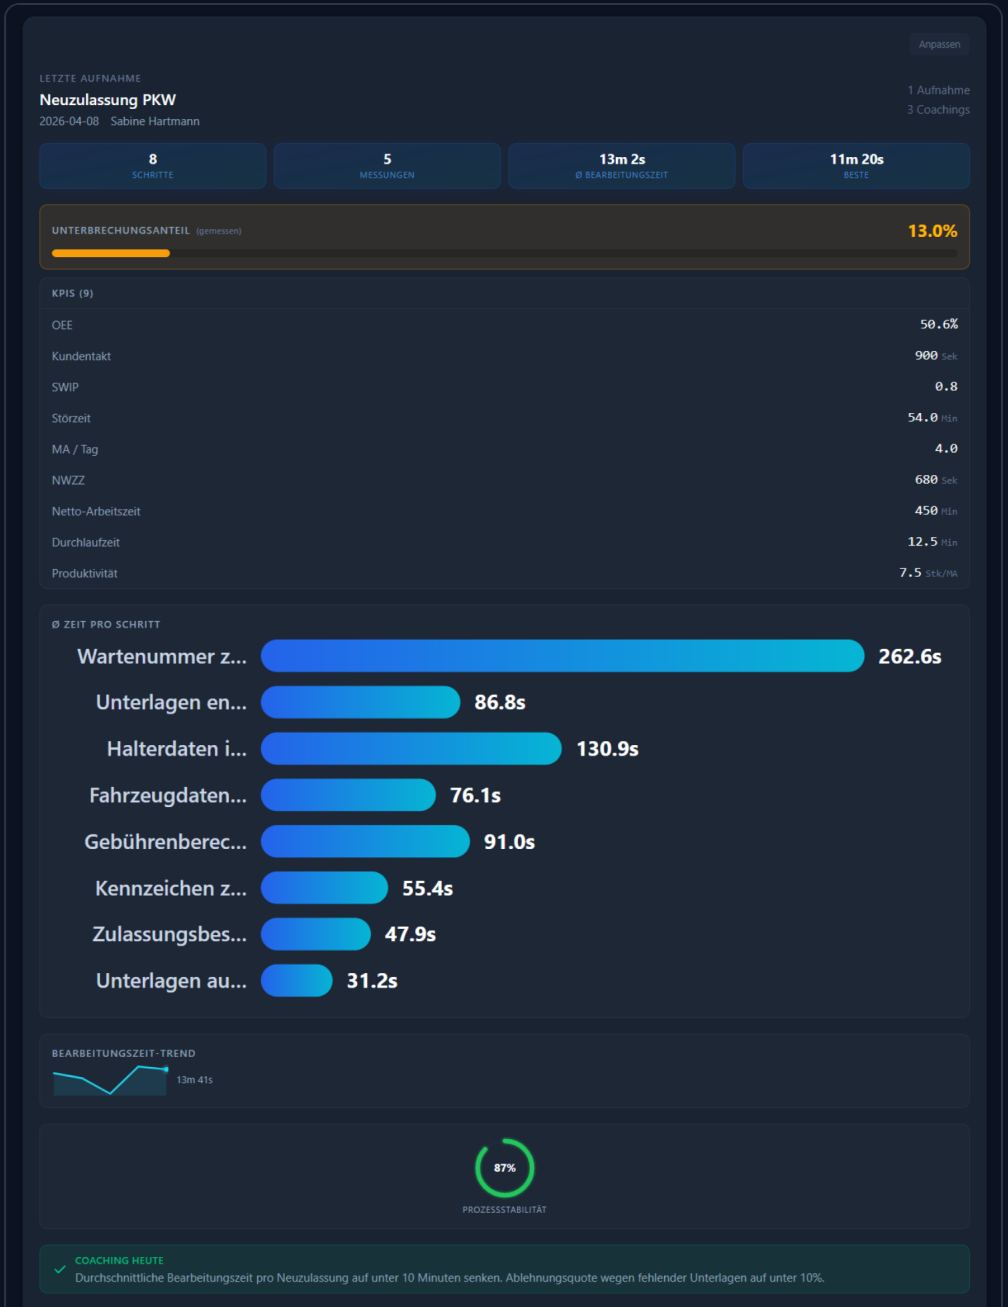 Anpassen
LETZTE AUFNAHME
Neuzulassung PKW
2026-04-08 Sabine Hartmann
1 Aufnahme
3 Coachings
8
SCHRITTE
5
MESSUNGEN
13m 2s
Ø BEARBEITUNGSZEIT
11m 20s
BESTE
UNTERBRECHUNGSANTEIL (gemessen) 13.0%
KPIS (9)
OEE 50.6%
Kundentakt 900 Sek
SWIP 0.8
Störzeit 54.0 Min
MA / Tag 4.0
NWZZ 680 Sek
Netto-Arbeitszeit 450 Min
Durchlaufzeit 12.5 Min
Produktivität 7.5 Stk/MA
Ø ZEIT PRO SCHRITT
Wartenummer z... 262.6s
Unterlagen en... 86.8s
Halterdaten i... 130.9s
Fahrzeugdaten... 76.1s
Gebührenberec... 91.0s
Kennzeichen z... 55.4s
Zulassungsbes... 47.9s
Unterlagen au... 31.2s
BEARBEITUNGSZEIT-TREND
13m 41s
87%
PROZESSSTABILITÄT
COACHING HEUTE
Durchschnittliche Bearbeitungszeit pro Neuzulassung auf unter 10 Minuten senken. Ablehnungsquote wegen fehlender Unterlagen auf unter 10%.